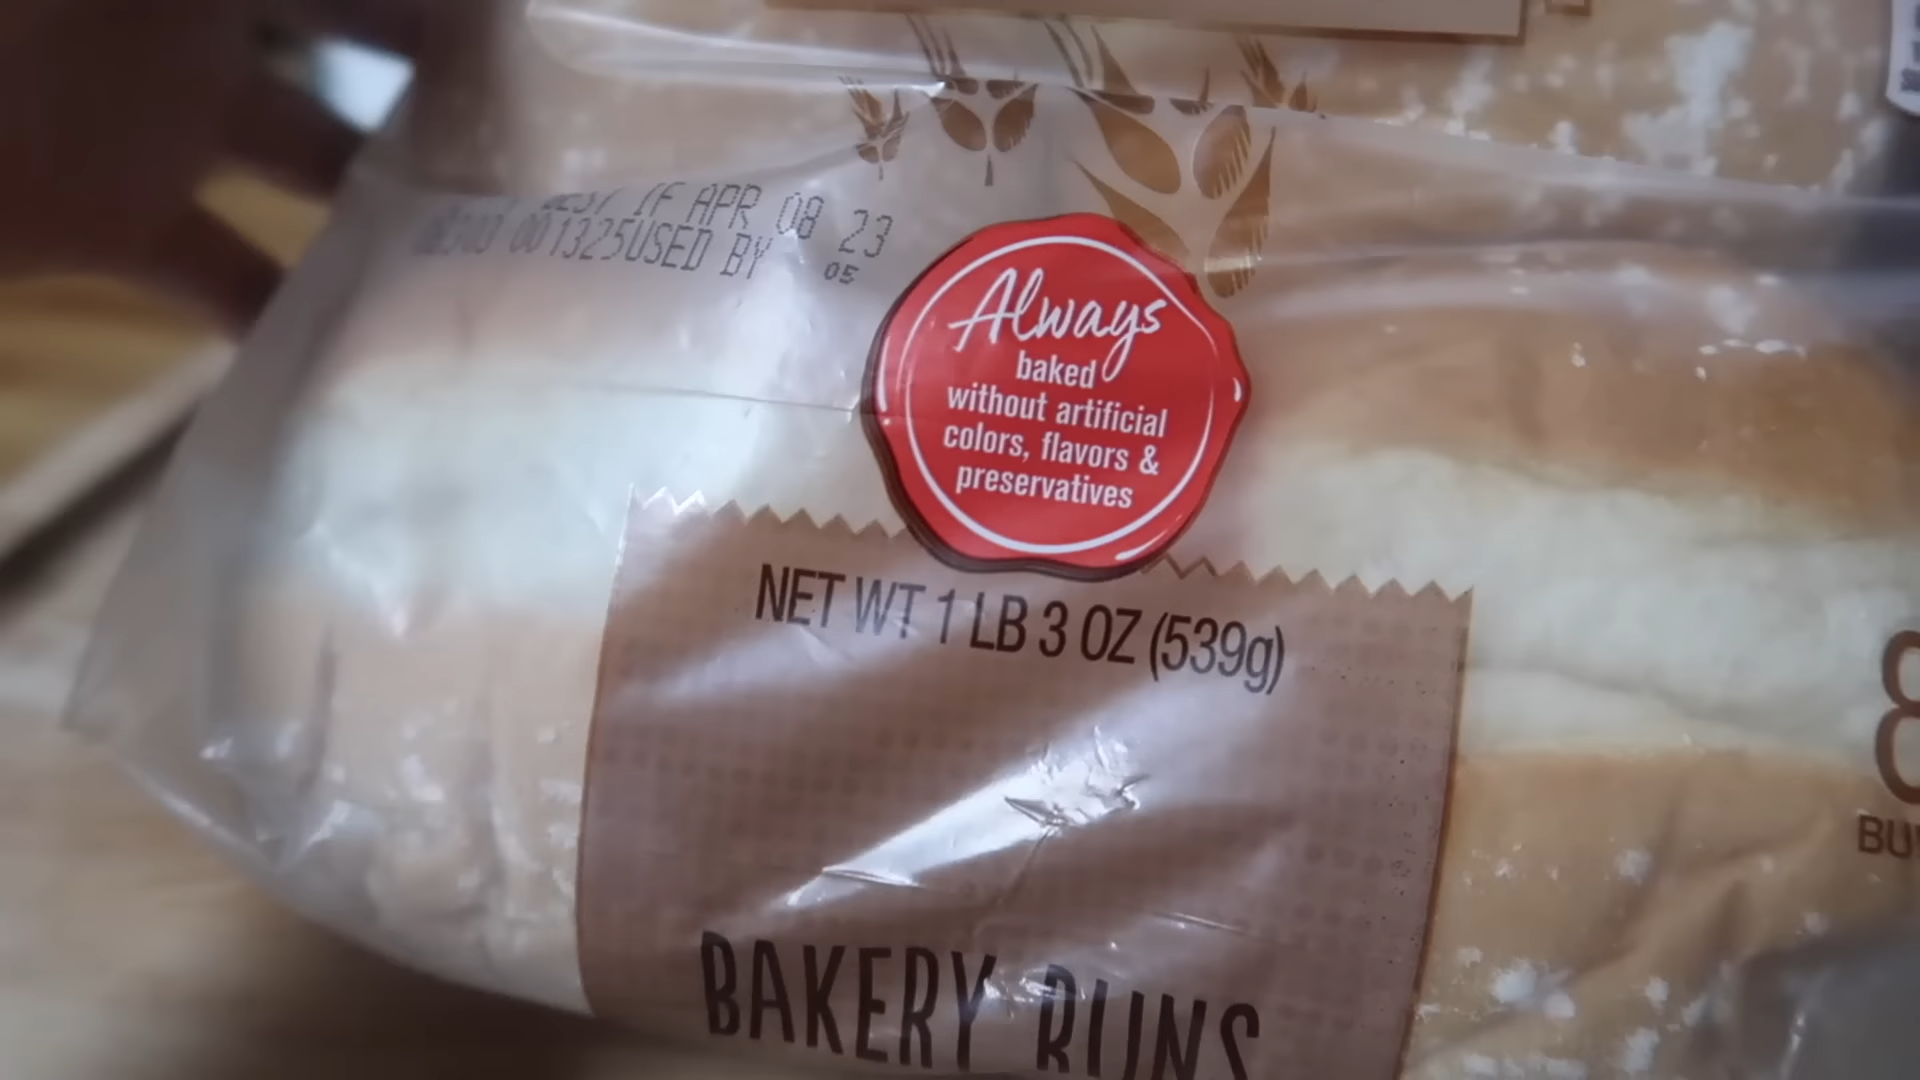 BEST IF APR 08 23
001325USED BY 05
Always
baked
without artificial
colors, flavors &
preservatives
NET WT 1 LB 3 OZ (539g)
8
BAKERY BUNS